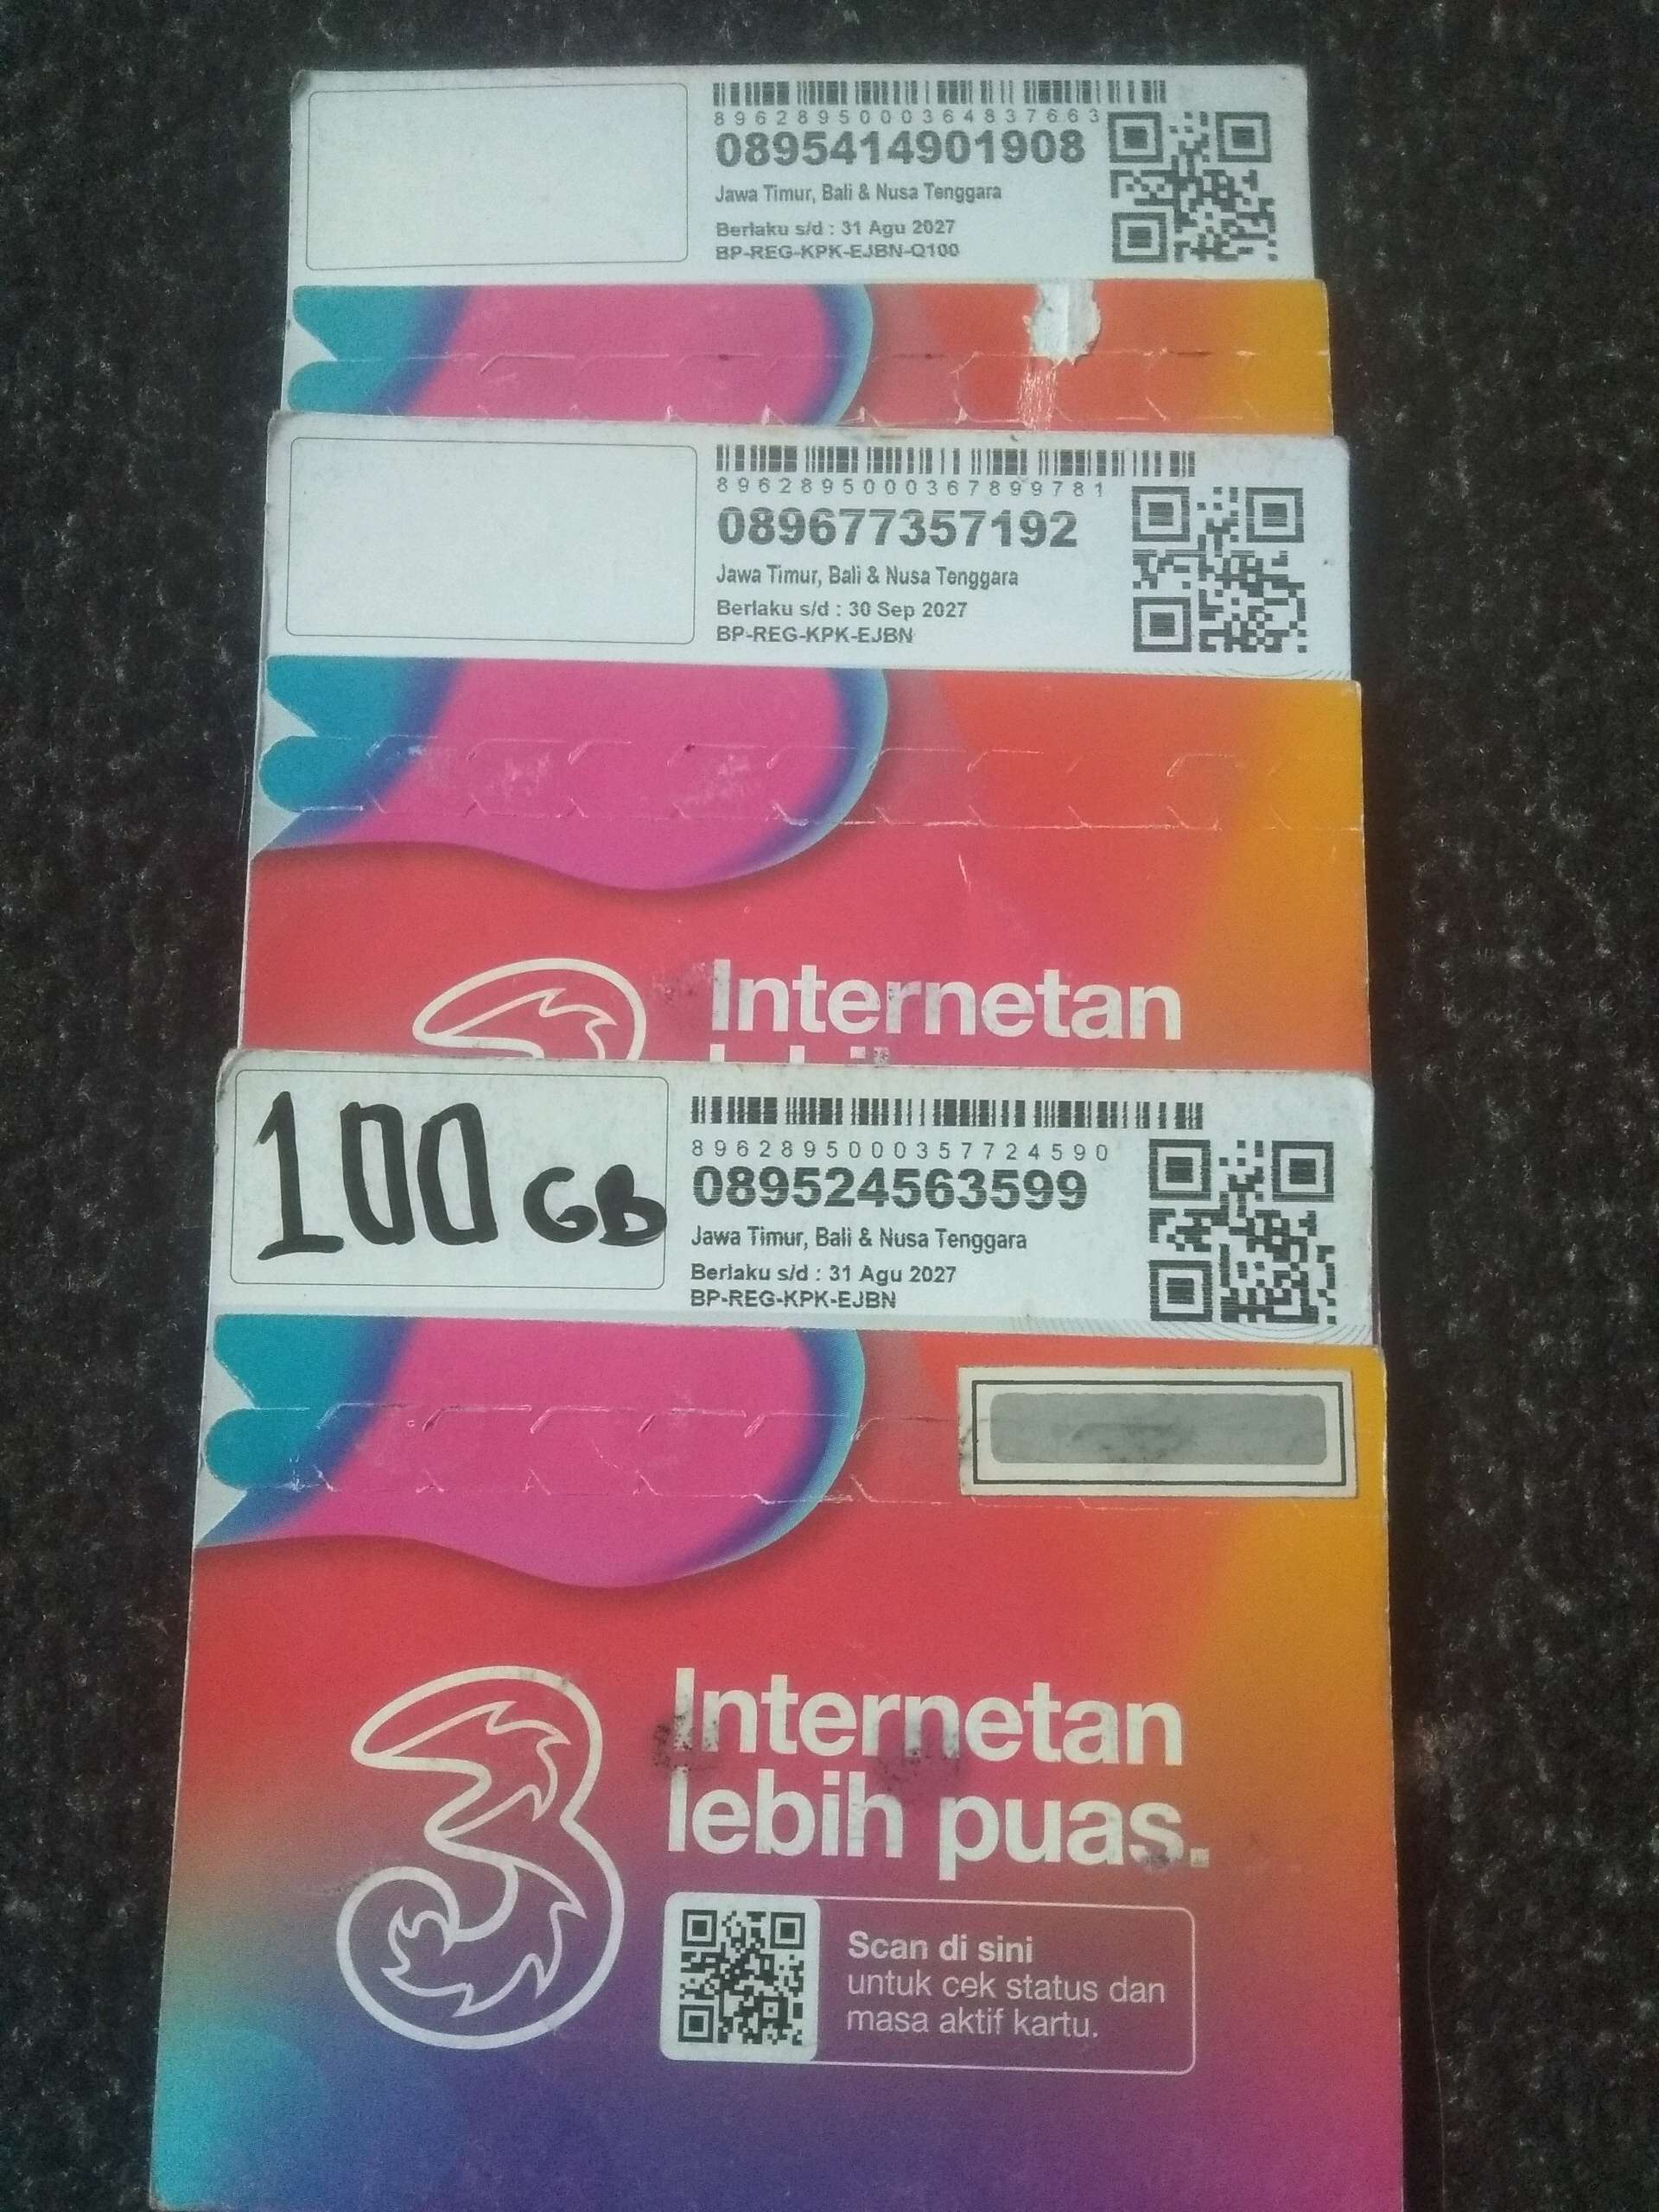 8962895000364837663
0895414901908
Jawa Timur, Bali & Nusa Tenggara
Berlaku s/d : 31 Agu 2027
BP-REG-KPK-EJBN-Q100
8962895000367899781
089677357192
Jawa Timur, Bali & Nusa Tenggara
Berlaku s/d : 30 Sep 2027
BP-REG-KPK-EJBN
Internetan
100 GB
8962895000357724590
089524563599
Jawa Timur, Bali & Nusa Tenggara
Berlaku s/d : 31 Agu 2027
BP-REG-KPK-EJBN
3
Internetan
lebih puas.
Scan di sini
untuk cek status dan
masa aktif kartu.